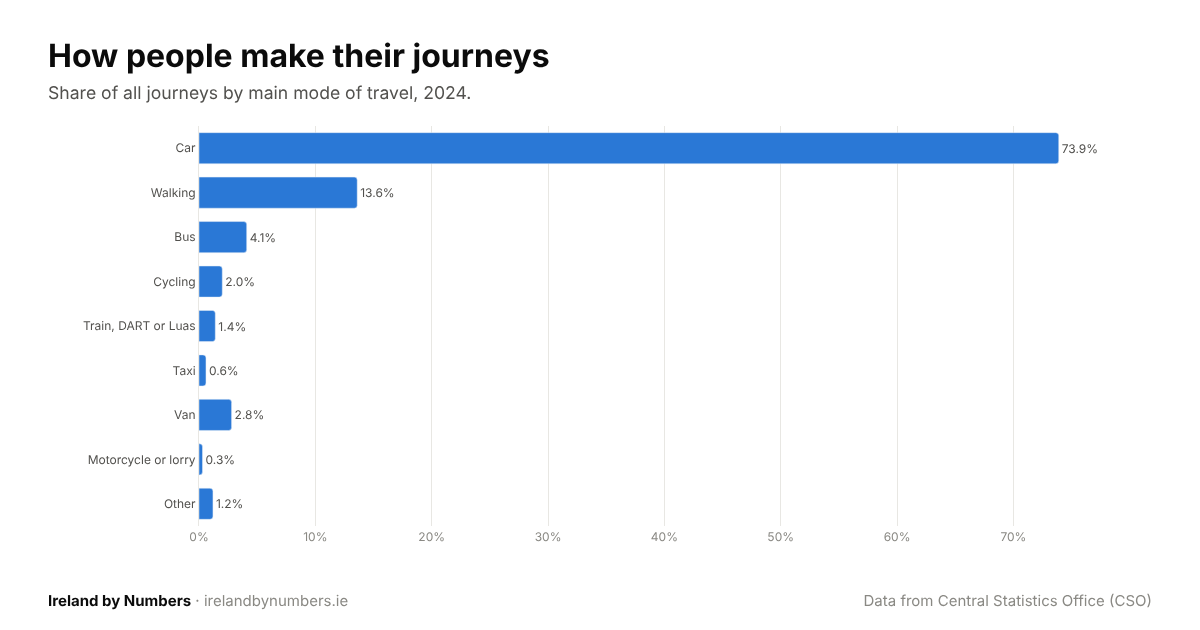 How people make their journeys
Share of all journeys by main mode of travel, 2024.
Car 73.9%
Walking 13.6%
Bus 4.1%
Cycling 2.0%
Train, DART or Luas 1.4%
Taxi 0.6%
Van 2.8%
Motorcycle or lorry 0.3%
Other 1.2%
0% 10% 20% 30% 40% 50% 60% 70%
Ireland by Numbers · irelandbynumbers.ie Data from Central Statistics Office (CSO)